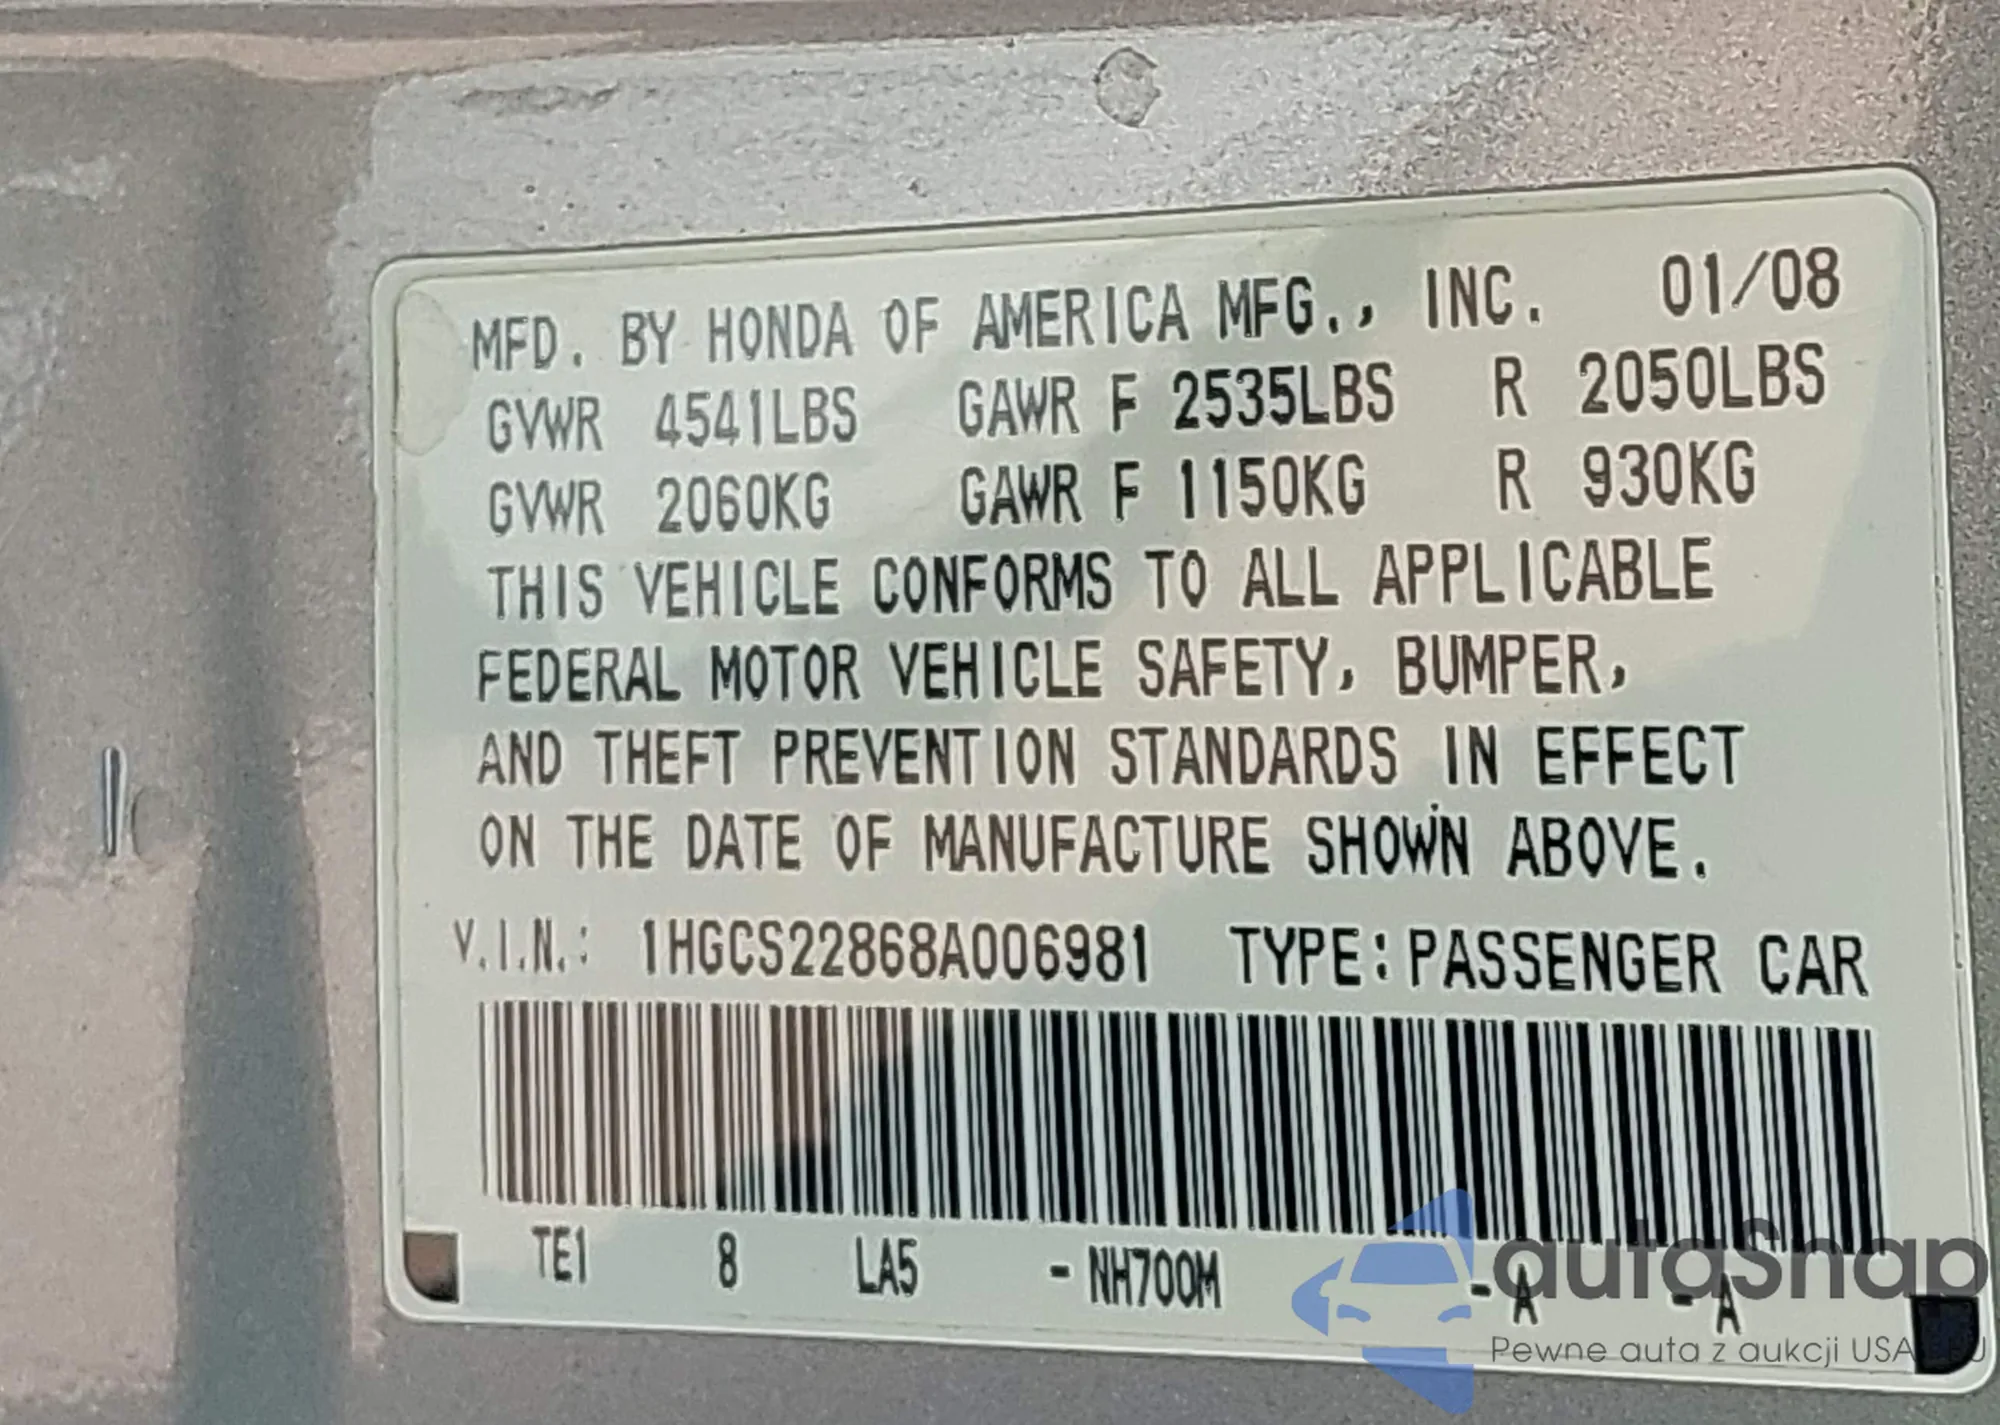 MFD. BY HONDA OF AMERICA MFG., INC. 01/08
GVWR 4541LBS GAWR F 2535LBS R 2050LBS
GVWR 2060KG GAWR F 1150KG R 930KG
THIS VEHICLE CONFORMS TO ALL APPLICABLE
FEDERAL MOTOR VEHICLE SAFETY, BUMPER,
AND THEFT PREVENTION STANDARDS IN EFFECT
ON THE DATE OF MANUFACTURE SHOWN ABOVE.
V.I.N.: 1HGCS22868A006981 TYPE: PASSENGER CAR
TE1 8 LA5 - NH700M - A - A
autaSnap
Pewne auta z aukcji USA